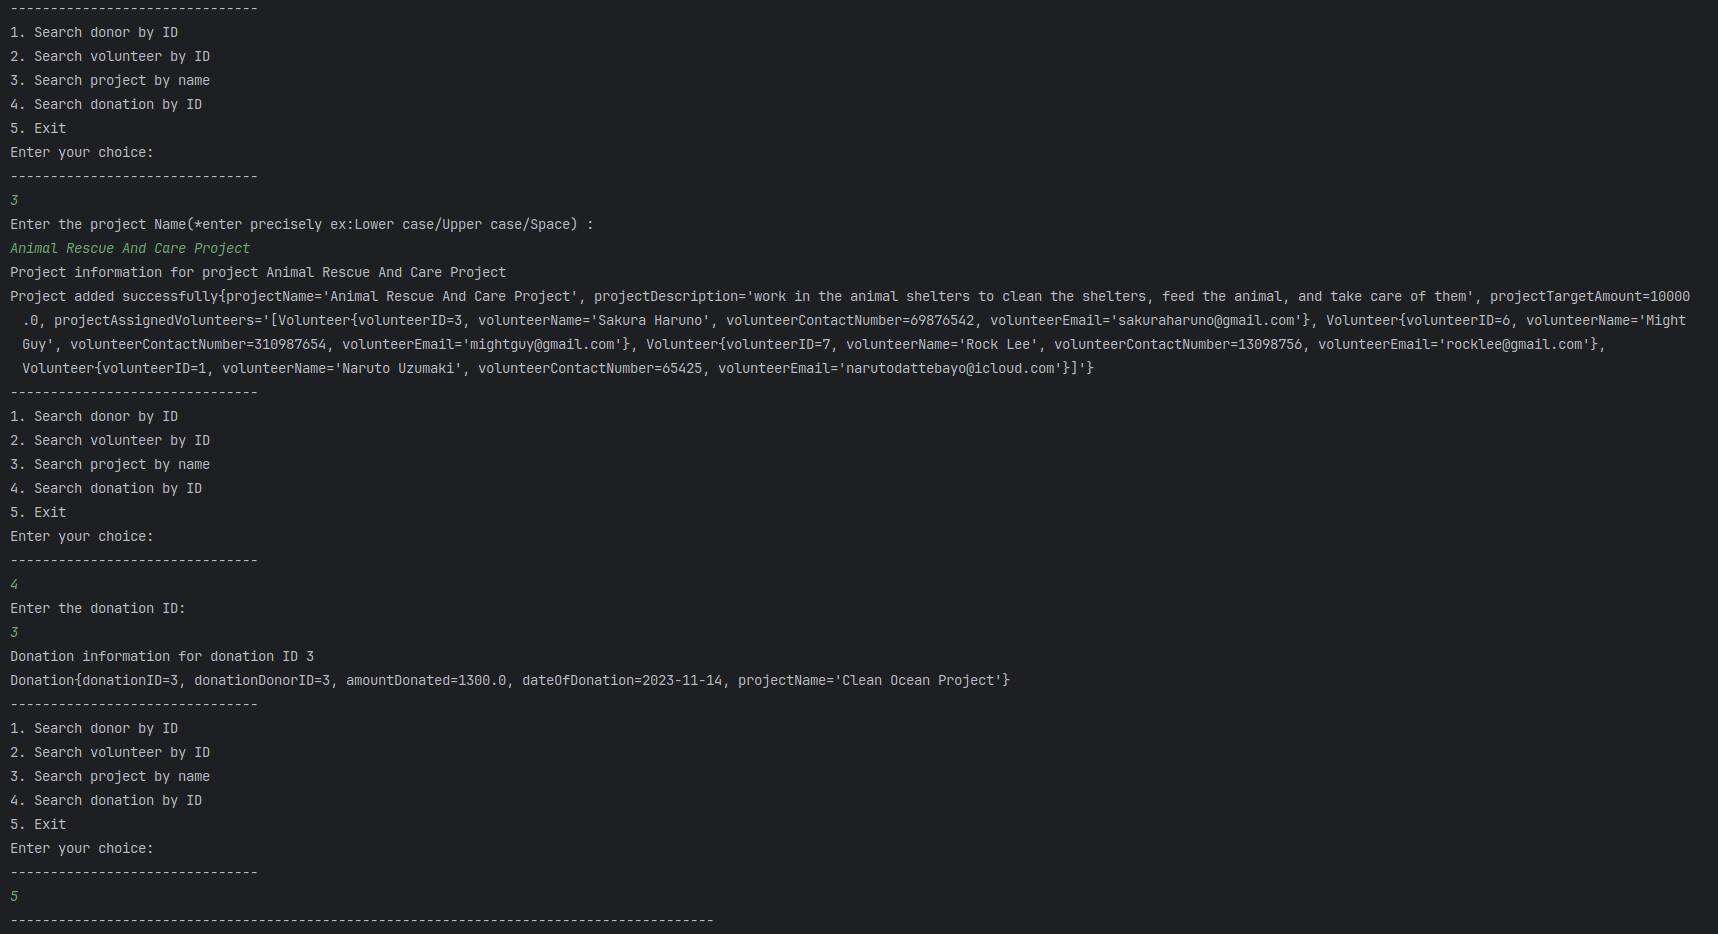 -------------------------------
1. Search donor by ID
2. Search volunteer by ID
3. Search project by name
4. Search donation by ID
5. Exit
Enter your choice:
-------------------------------
3
Enter the project Name(*enter precisely ex:Lower case/Upper case/Space) :
Animal Rescue And Care Project
Project information for project Animal Rescue And Care Project
Project added successfully{projectName='Animal Rescue And Care Project', projectDescription='work in the animal shelters to clean the shelters, feed the animal, and take care of them', projectTargetAmount=10000
.0, projectAssignedVolunteers='[Volunteer{volunteerID=3, volunteerName='Sakura Haruno', volunteerContactNumber=69876542, volunteerEmail='sakuraharuno@gmail.com'}, Volunteer{volunteerID=6, volunteerName='Might
Guy', volunteerContactNumber=310987654, volunteerEmail='mightguy@gmail.com'}, Volunteer{volunteerID=7, volunteerName='Rock Lee', volunteerContactNumber=13098756, volunteerEmail='rocklee@gmail.com'},
Volunteer{volunteerID=1, volunteerName='Naruto Uzumaki', volunteerContactNumber=65425, volunteerEmail='narutodattebayo@icloud.com'}]'}
-------------------------------
1. Search donor by ID
2. Search volunteer by ID
3. Search project by name
4. Search donation by ID
5. Exit
Enter your choice:
-------------------------------
4
Enter the donation ID:
3
Donation information for donation ID 3
Donation{donationID=3, donationDonorID=3, amountDonated=1300.0, dateOfDonation=2023-11-14, projectName='Clean Ocean Project'}
-------------------------------
1. Search donor by ID
2. Search volunteer by ID
3. Search project by name
4. Search donation by ID
5. Exit
Enter your choice:
-------------------------------
5
----------------------------------------------------------------------------------------